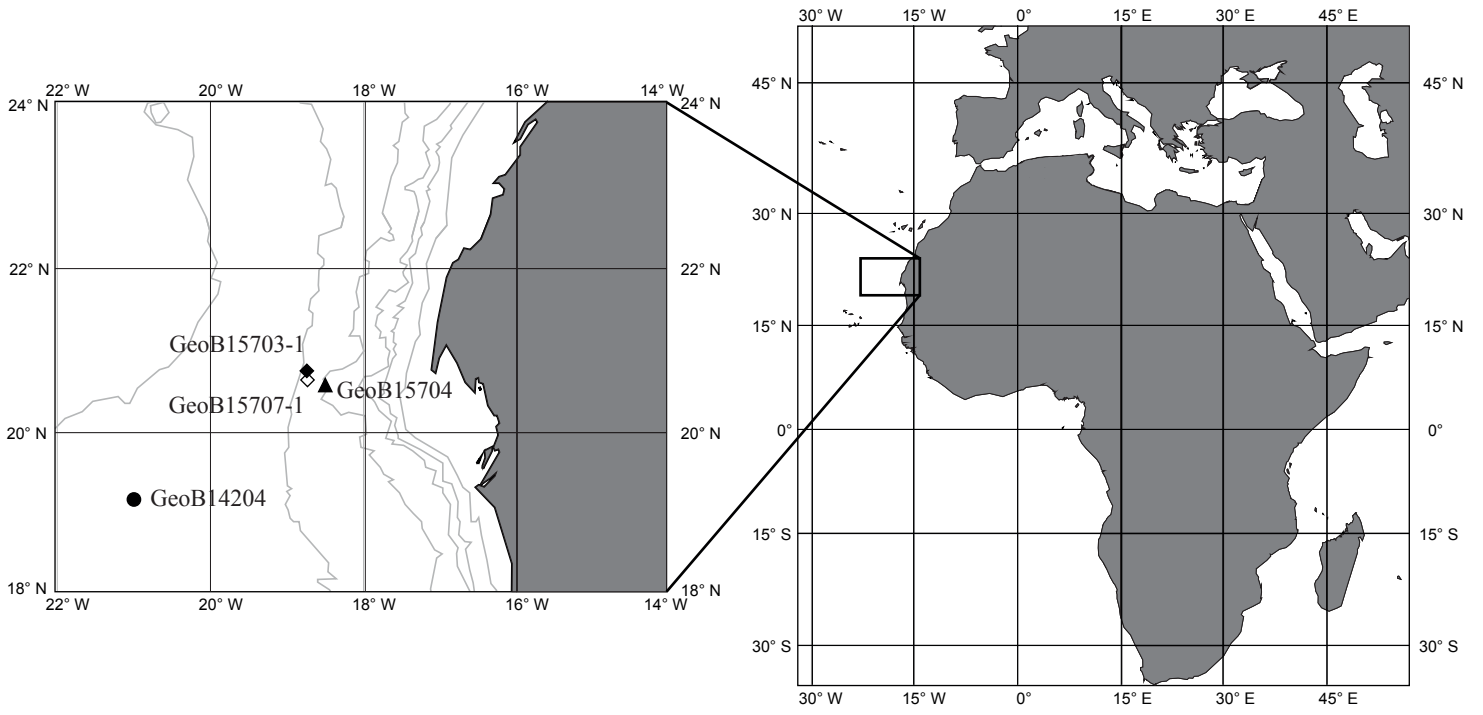 22° W 20° W 18° W 16° W 14° W
24° N 24° N
22° N 22° N
GeoB15703-1
GeoB15704
GeoB15707-1
20° N 20° N
GeoB14204
18° N 18° N
22° W 20° W 18° W 16° W 14° W
30° W 15° W 0° 15° E 30° E 45° E
45° N 45° N
30° N 30° N
15° N 15° N
0° 0°
15° S 15° S
30° S 30° S
30° W 15° W 0° 15° E 30° E 45° E